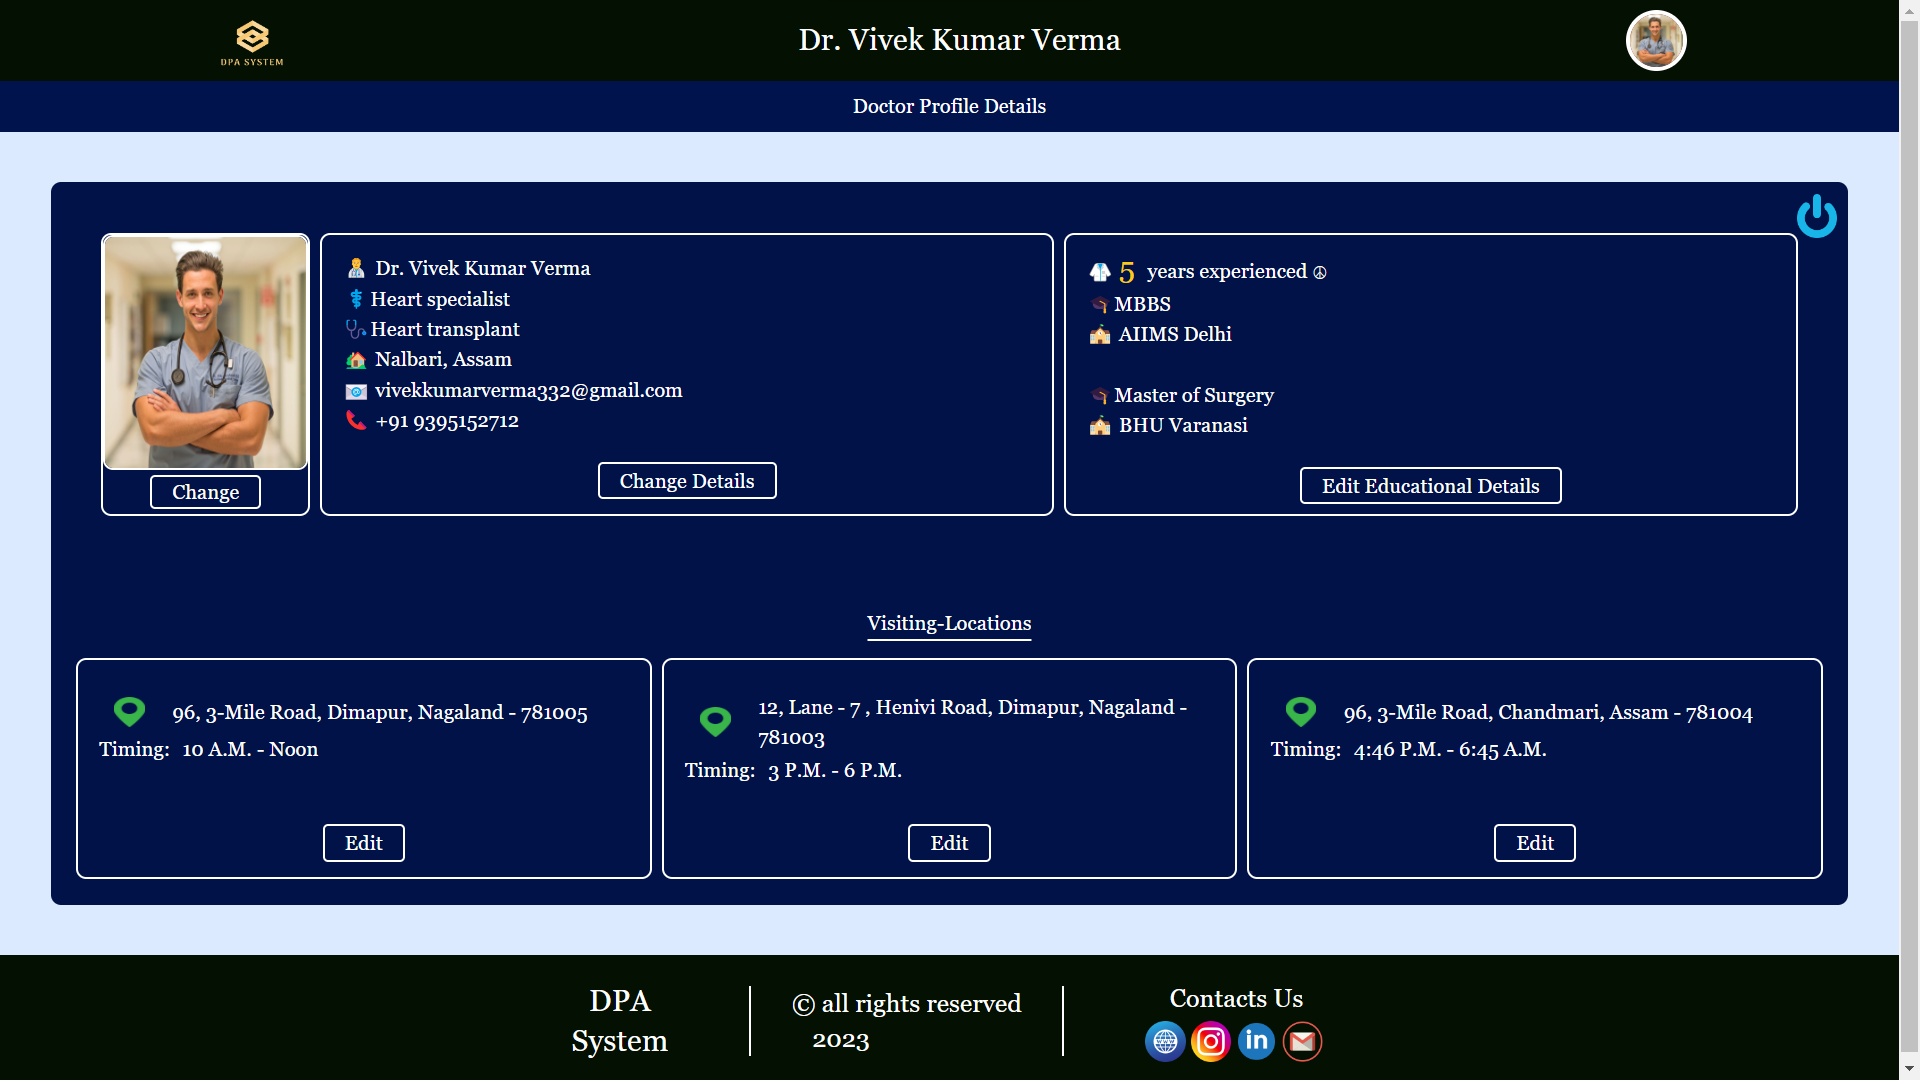 DPA SYSTEM
Dr. Vivek Kumar Verma
Doctor Profile Details
Dr. Vivek Kumar Verma
Heart specialist
Heart transplant
Nalbari, Assam
vivekkumarverma332@gmail.com
+91 9395152712
Change
Change Details
5 years experienced ☮
MBBS
AIIMS Delhi
Master of Surgery
BHU Varanasi
Edit Educational Details
Visiting-Locations
96, 3-Mile Road, Dimapur, Nagaland - 781005
Timing: 10 A.M. - Noon
Edit
12, Lane - 7 , Henivi Road, Dimapur, Nagaland -
781003
Timing: 3 P.M. - 6 P.M.
Edit
96, 3-Mile Road, Chandmari, Assam - 781004
Timing: 4:46 P.M. - 6:45 A.M.
Edit
DPA
System
© all rights reserved
2023
Contacts Us
www
in